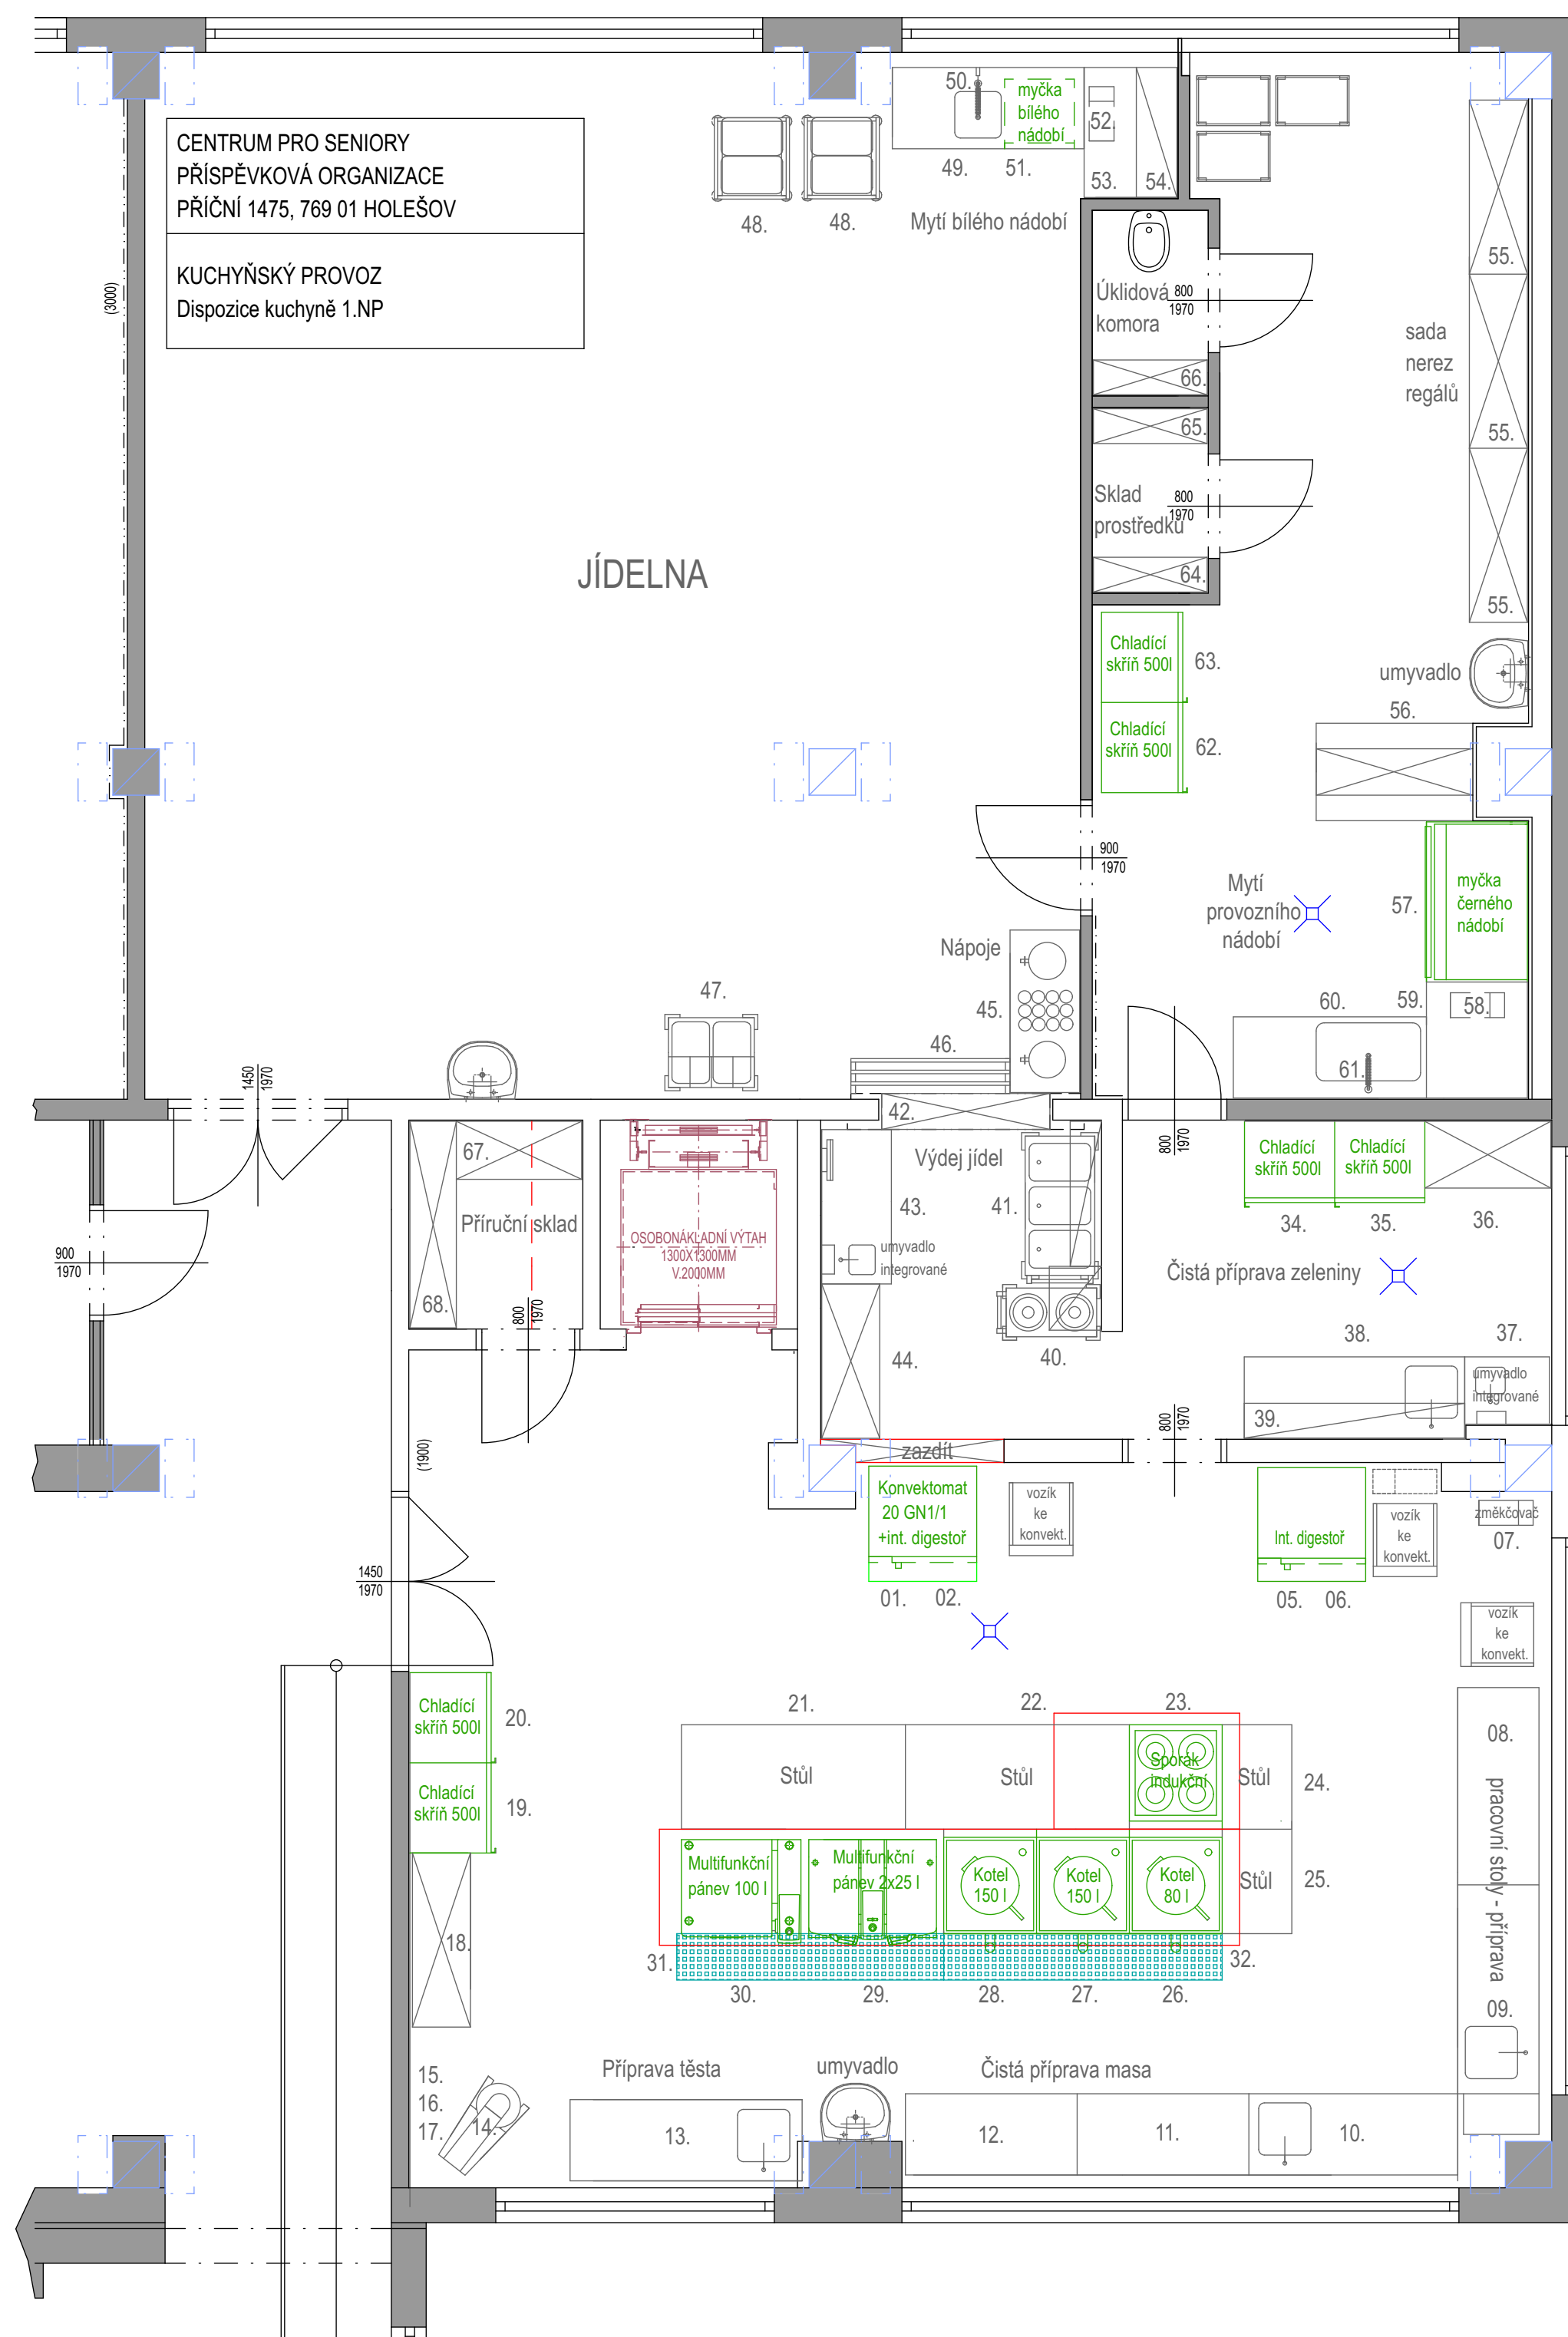 CENTRUM PRO SENIORY
PŘÍSPĚVKOVÁ ORGANIZACE
PŘÍČNÍ 1475, 769 01 HOLEŠOV
KUCHYŇSKÝ PROVOZ
Dispozice kuchyně 1.NP
(3000)
48.
48.
50.
myčka
bílého
nádobí
52.
49.
51.
53.
54.
Mytí bílého nádobí
Úklidová
komora
800
1970
66.
65.
Sklad
prostředků
800
1970
64.
55.
sada
nerez
regálů
55.
55.
JÍDELNA
Chladící
skříň 500l
63.
Chladící
skříň 500l
62.
umyvadlo
56.
900
1970
Mytí
provozního
nádobí
57.
myčka
černého
nádobí
Nápoje
45.
46.
47.
60.
59.
58.
61.
1450
1970
42.
67.
Příruční sklad
68.
800
1970
OSOBONÁKLADNÍ VÝTAH
1300X1300MM
V.2000MM
Výdej jídel
43.
41.
umyvadlo
integrované
44.
40.
800
1970
Chladící
skříň 500l
Chladící
skříň 500l
34.
35.
36.
Čistá příprava zeleniny
38.
37.
umyvadlo
integrované
39.
900
1970
(1900)
zazdít
800
1970
Konvektomat
20 GN1/1
+int. digestoř
01.
02.
vozík
ke
konvekt.
Int. digestoř
05.
06.
vozík
ke
konvekt.
změkčovač
07.
vozík
ke
konvekt.
1450
1970
Chladící
skříň 500l
20.
Chladící
skříň 500l
19.
18.
21.
22.
23.
Stůl
Stůl
Sporák
indukční
Stůl
24.
08.
pracovní stoly - příprava
09.
Multifunkční
pánev 100 l
Multifunkční
pánev 2x25 l
Kotel
150 l
Kotel
150 l
Kotel
80 l
Stůl
25.
31.
32.
30.
29.
28.
27.
26.
15.
16.
17.
14.
Příprava těsta
umyvadlo
Čistá příprava masa
13.
12.
11.
10.